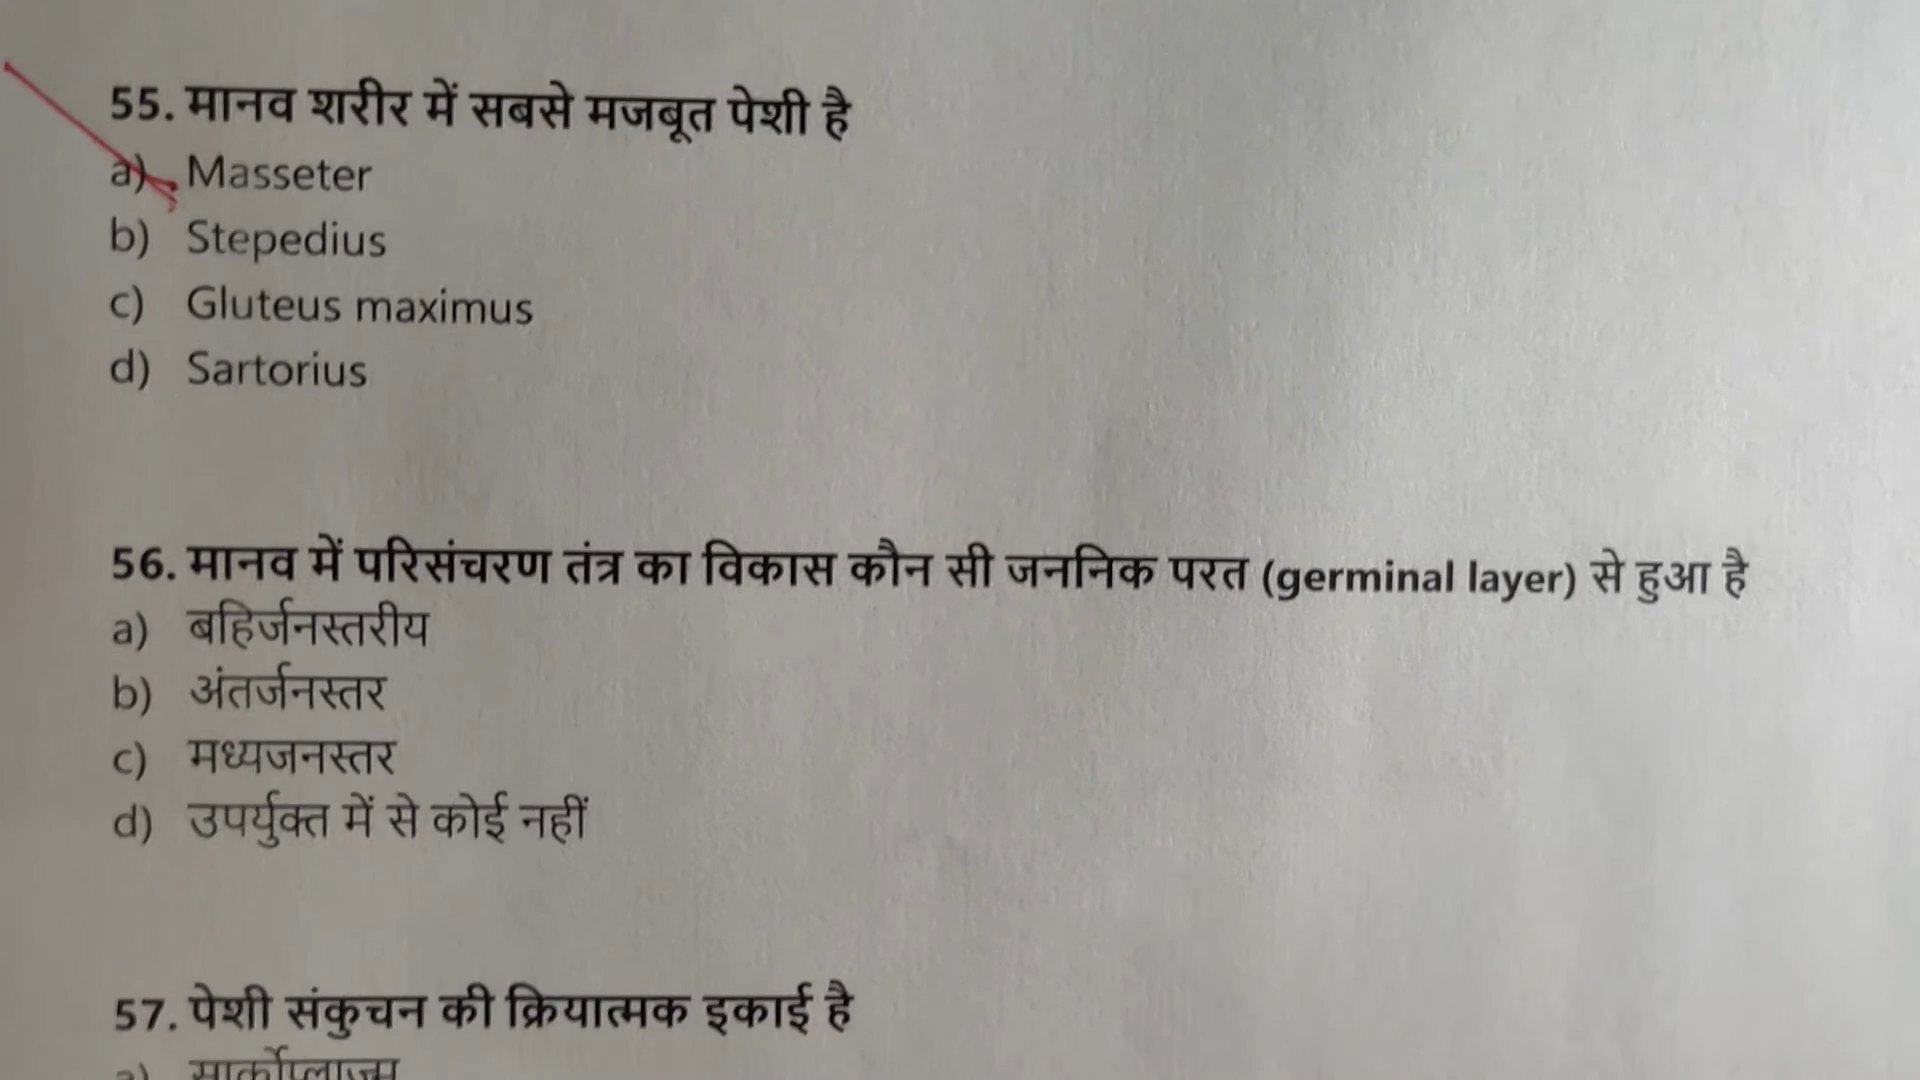 55. मानव शरीर में सबसे मजबूत पेशी है
a) Masseter
b) Stepedius
c) Gluteus maximus
d) Sartorius
56. मानव में परिसंचरण तंत्र का विकास कौन सी जननिक परत (germinal layer) से हुआ है
a) बहिर्जनस्तरीय
b) अंतर्जनस्तर
c) मध्यजनस्तर
d) उपर्युक्त में से कोई नहीं
57. पेशी संकुचन की क्रियात्मक इकाई है
a) सार्कोप्लाज्म